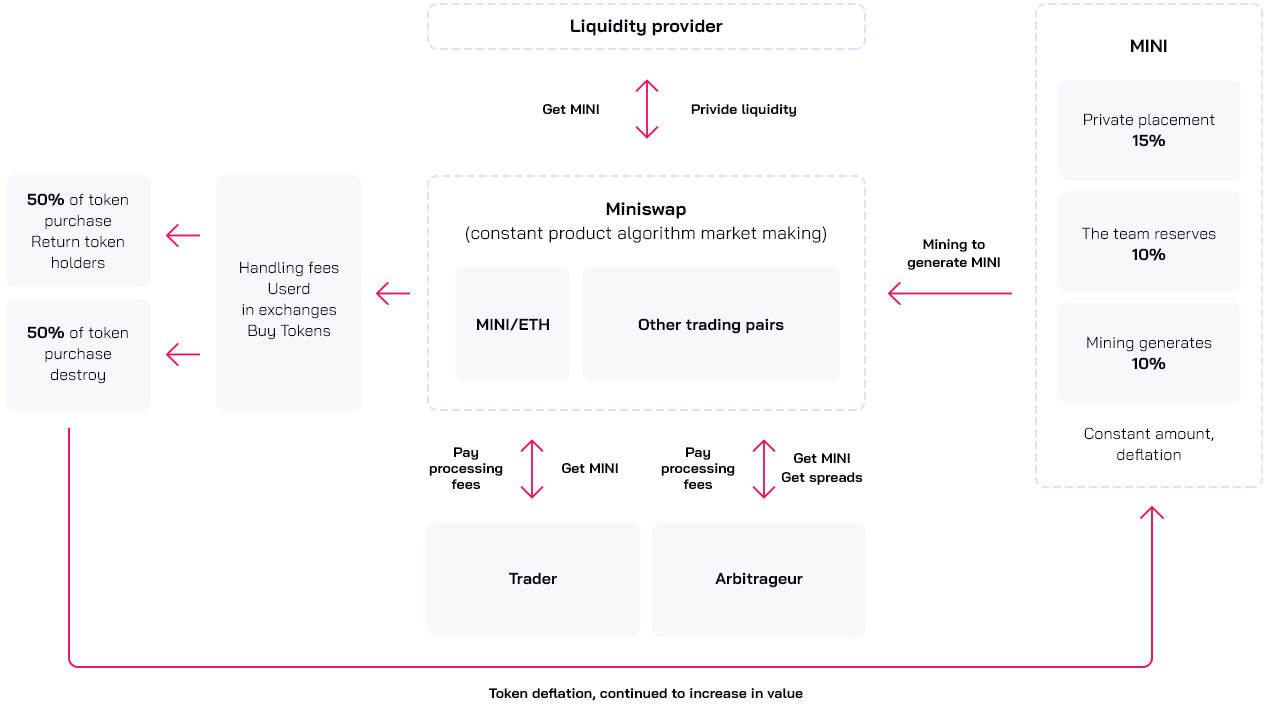 Liquidity provider
Get MINI
Privide liquidity
50% of token
purchase
Return token
holders
50% of token
purchase
destroy
Handling fees
Userd
in exchanges
Buy Tokens
Miniswap
(constant product algorithm market making)
MINI/ETH
Other trading pairs
Mining to
generate MINI
MINI
Private placement
15%
The team reserves
10%
Mining generates
10%
Constant amount,
deflation
Pay
processing
fees
Get MINI
Pay
processing
fees
Get MINI
Get spreads
Trader
Arbitrageur
Token deflation, continued to increase in value